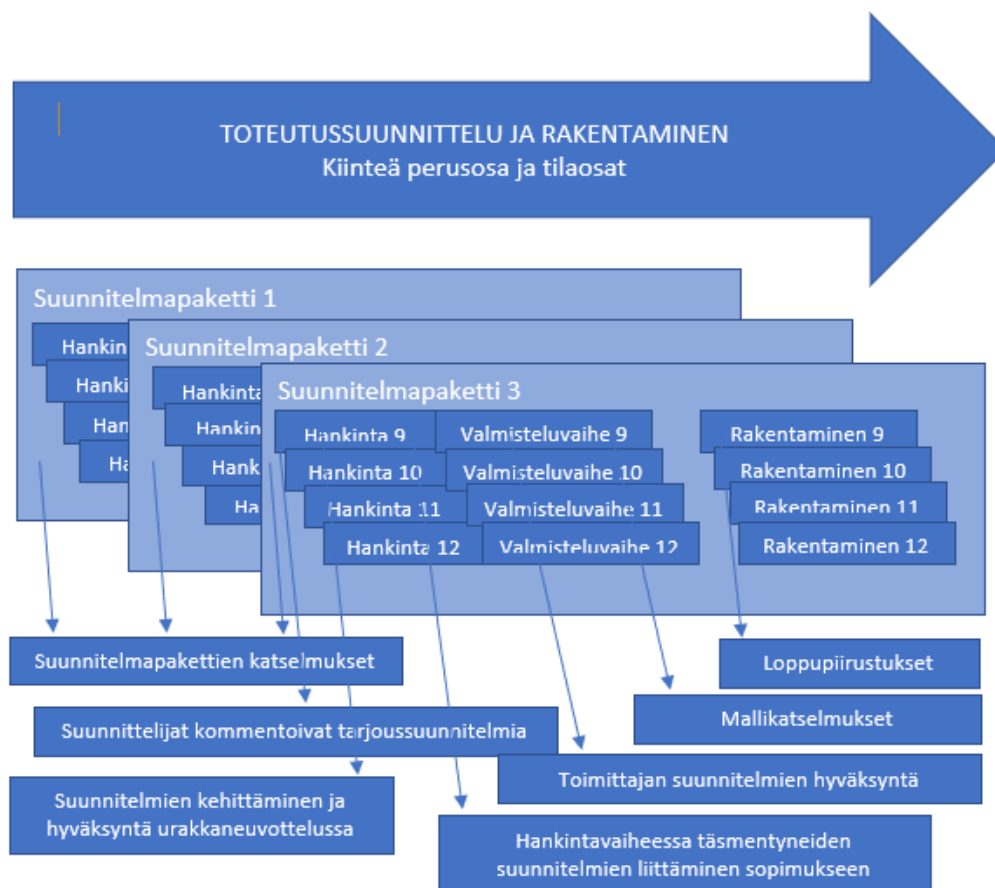 TOTEUTUSSUUNNITTELU JA RAKENTAMINEN
Kiinteä perusosa ja tilaosat
Suunnitelmapaketti 1
Suunnitelmapaketti 2
Suunnitelmapaketti 3
Hankinta 9
Valmisteluvaihe 9
Rakentaminen 9
Hankinta 10
Valmisteluvaihe 10
Rakentaminen 10
Hankinta 11
Valmisteluvaihe 11
Rakentaminen 11
Hankinta 12
Valmisteluvaihe 12
Rakentaminen 12
Suunnitelmapakettien katselmukset
Loppupiirustukset
Suunnittelijat kommentoivat tarjoussuunnitelmia
Mallikatselmukset
Toimittajan suunnitelmien hyväksyntä
Suunnitelmien kehittäminen ja
hyväksyntä urakkaneuvottelussa
Hankintavaiheessa täsmentyneiden
suunnitelmien liittäminen sopimukseen